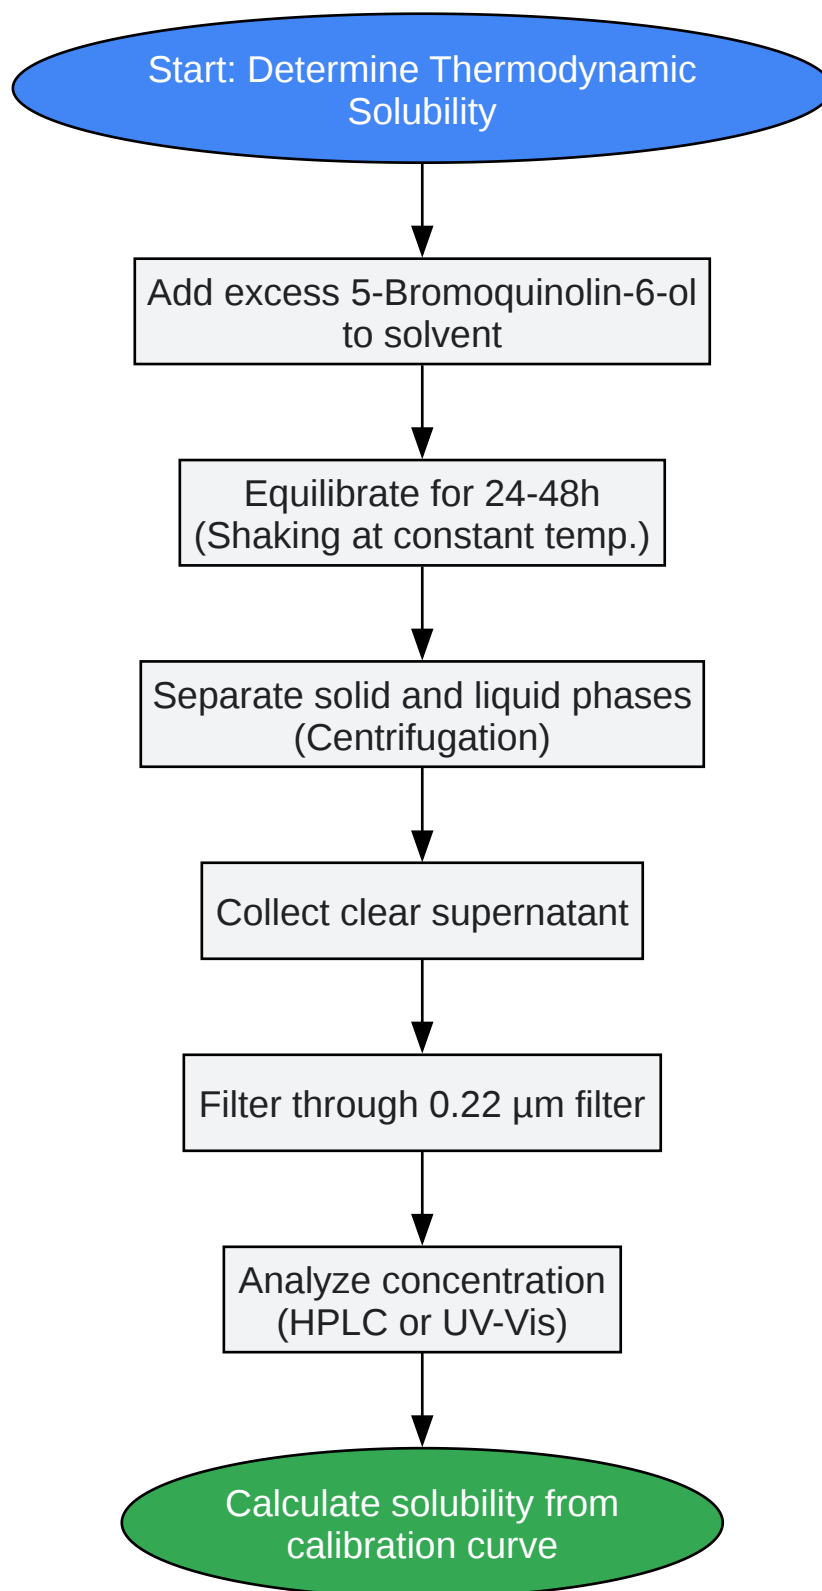 Start: Determine Thermodynamic
Solubility
Add excess 5-Bromoquinolin-6-ol
to solvent
Equilibrate for 24-48h
(Shaking at constant temp.)
Separate solid and liquid phases
(Centrifugation)
Collect clear supernatant
Filter through 0.22 µm filter
Analyze concentration
(HPLC or UV-Vis)
Calculate solubility from
calibration curve